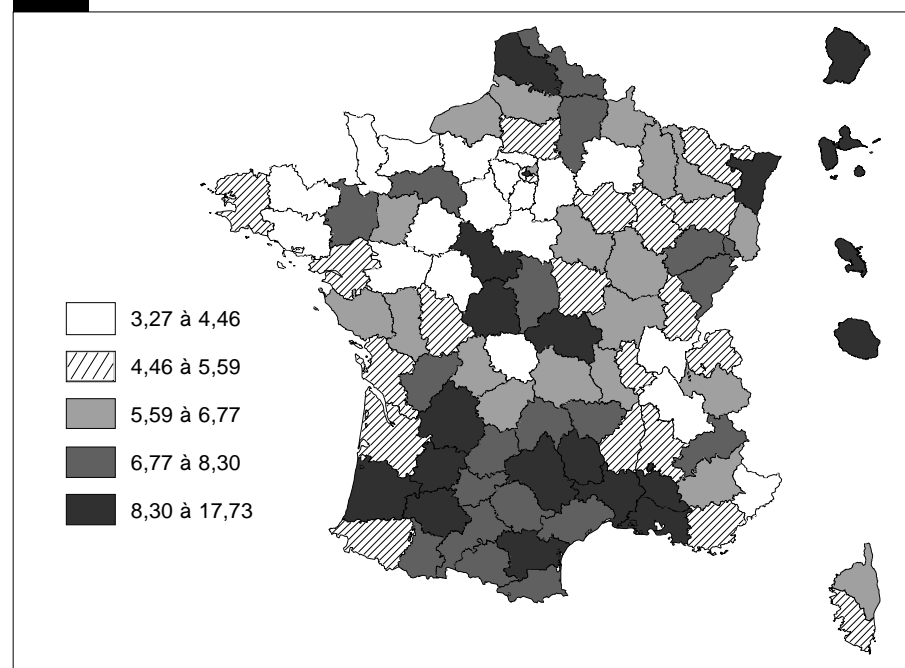 3,27 à 4,46
4,46 à 5,59
5,59 à 6,77
6,77 à 8,30
8,30 à 17,73